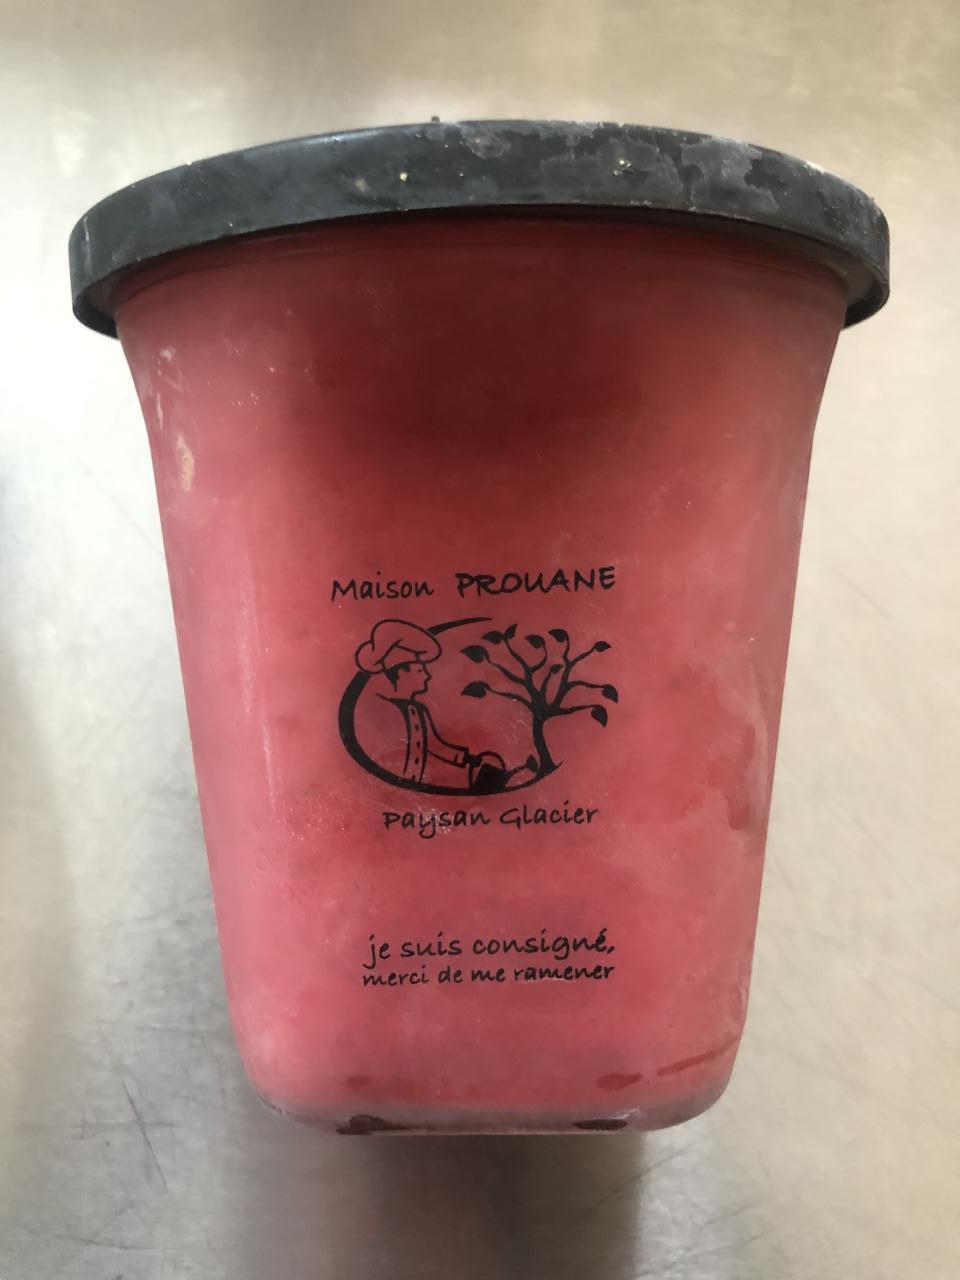 Maison PROUANE
Paysan Glacier
je suis consigné,
merci de me ramener